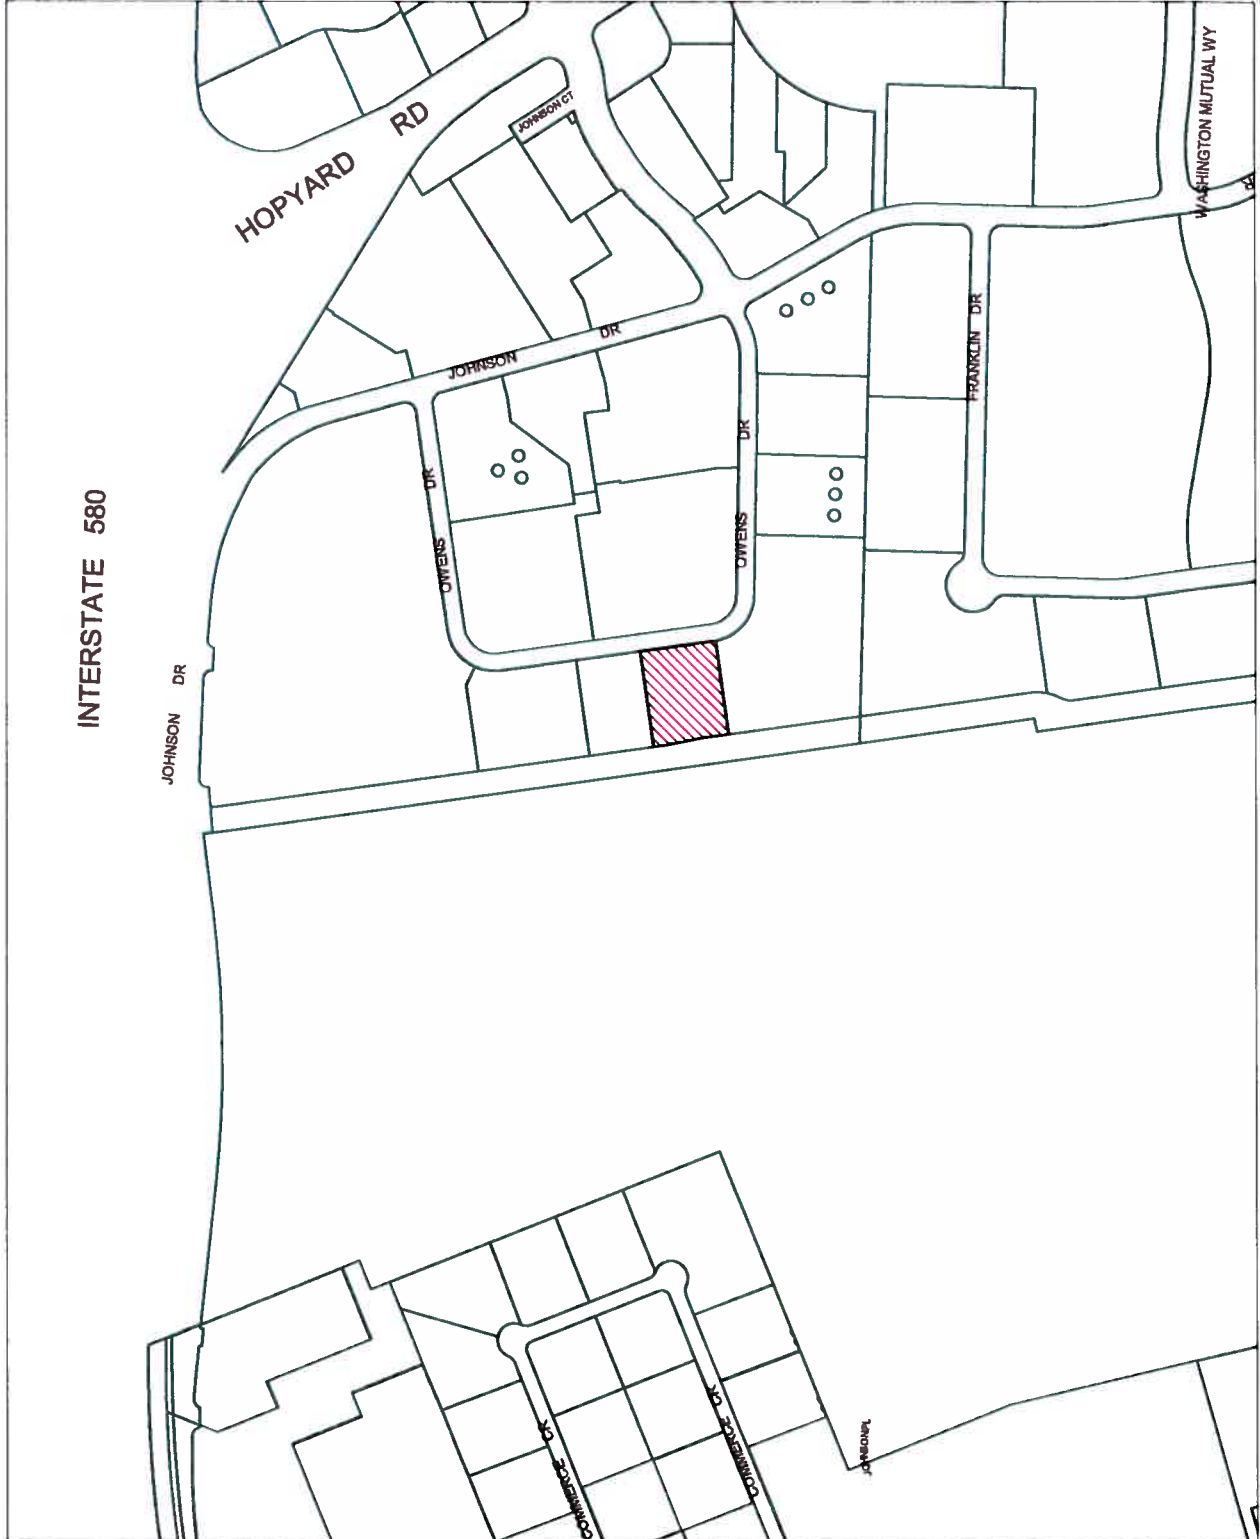 WASHINGTON MUTUAL WY
HOPYARD RD
JOHNSON CT
FRANKLIN DR
JOHNSON DR
OWENS DR
OWENS DR
INTERSTATE 580
JOHNSON DR
COMMERCE CR
COMMERCE CR
JOHNSON PL